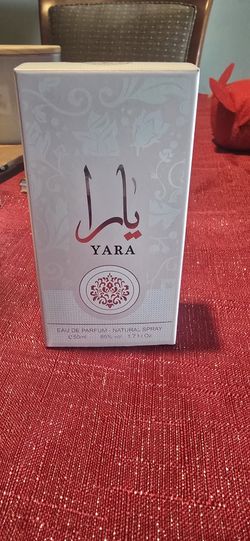 يارا
YARA
EAU DE PARFUM - NATURAL SPRAY
50ml 85% vol 1.7 fl Oz